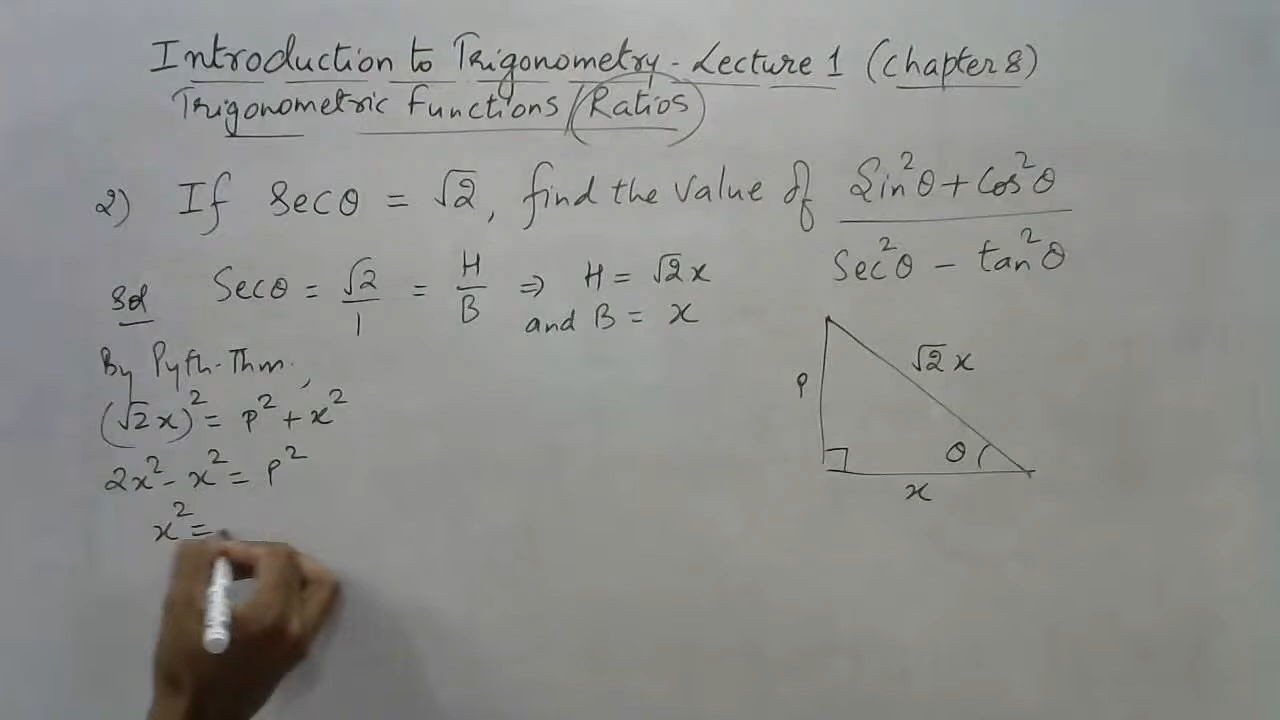 Introduction to Trigonometry - Lecture 1 (Chapter 8)
Trigonometric Functions / Ratios
2) If Secθ = √2, find the value of (Sin²θ + Cos²θ) / (Sec²θ - tan²θ)
Sol Secθ = √2/1 = H/B ⇒ H = √2x
and B = x
By Pyth. Thm.,
(√2x)² = P² + x²
2x² - x² = P²
x² =
P
√2x
θ
x